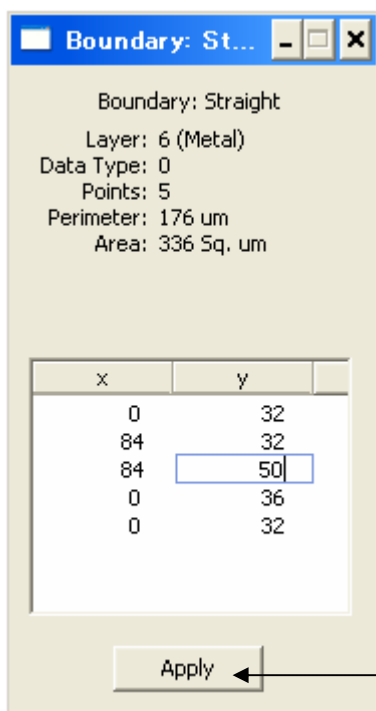 Boundary: St...
Boundary: Straight
Layer: 6 (Metal)
Data Type: 0
Points: 5
Perimeter: 176 um
Area: 336 Sq. um
x y
0 32
84 32
84 50
0 36
0 32
Apply